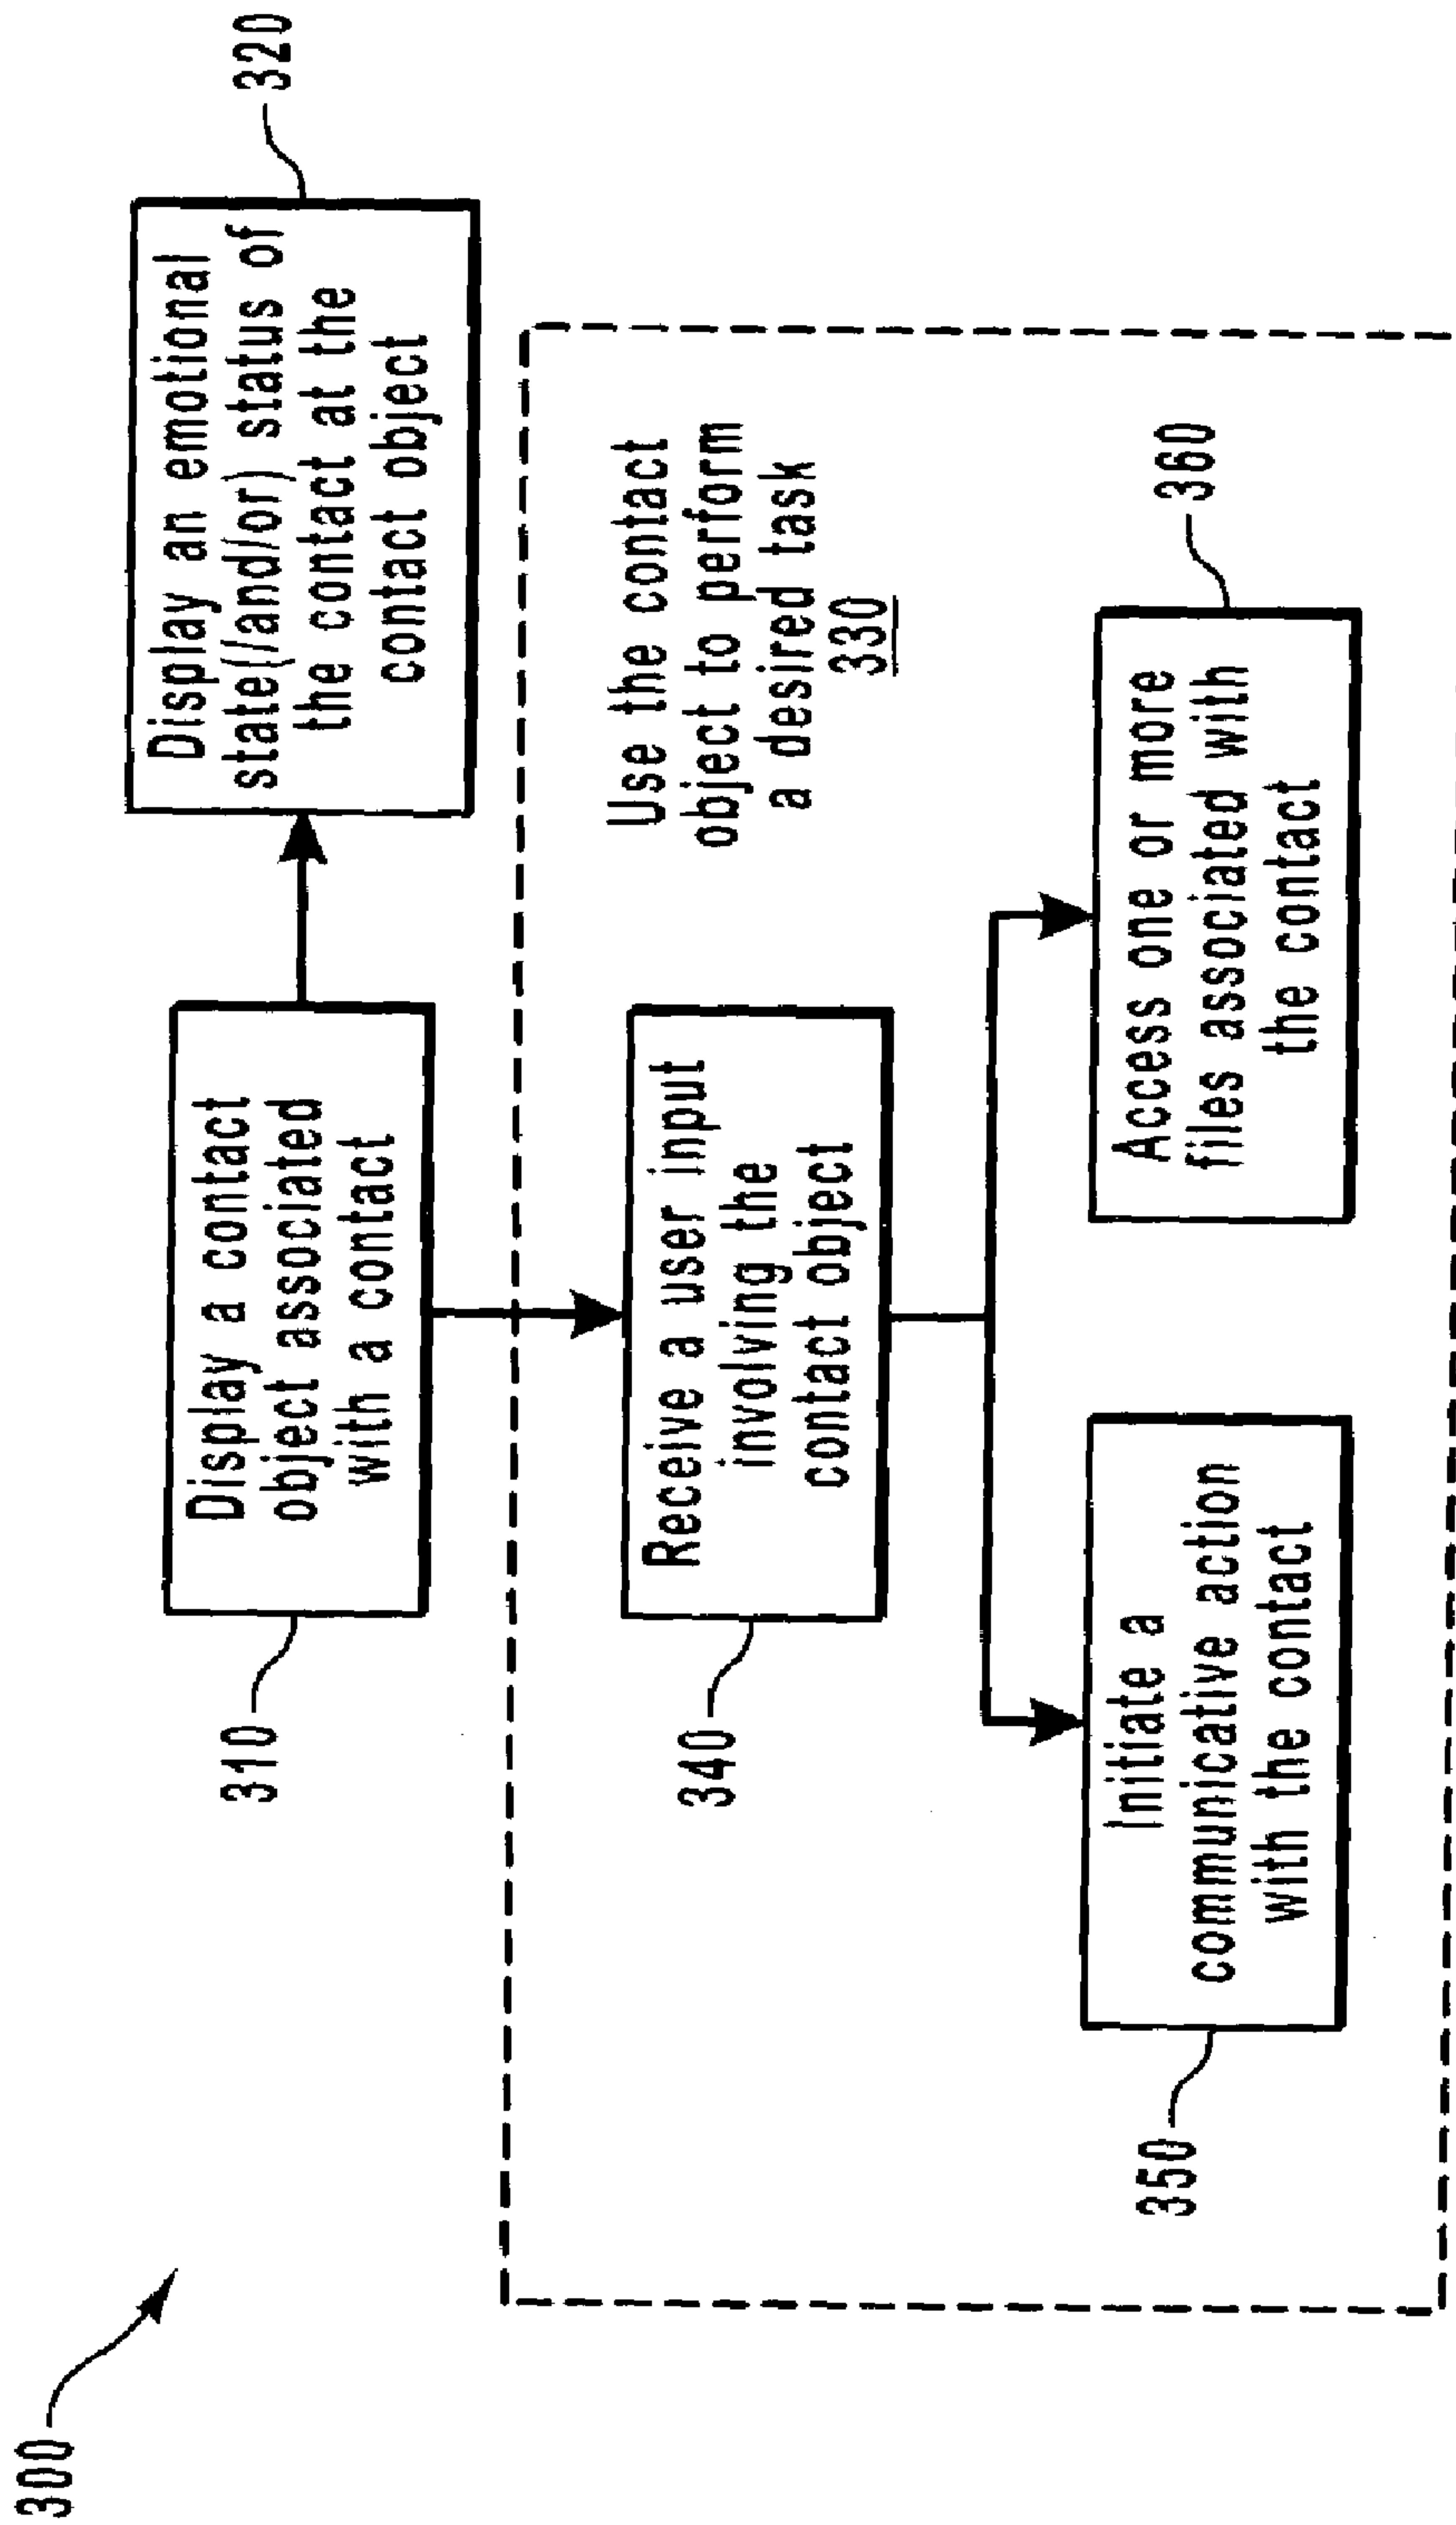 300
310
Display a contact
object associated
with a contact
Display an emotional
state(/and/or) status of
the contact at the
contact object
320
Use the contact
object to perform
a desired task
330
340
Receive a user input
involving the
contact object
350
Initiate a
communicative action
with the contact
Access one or more
files associated with
the contact
360